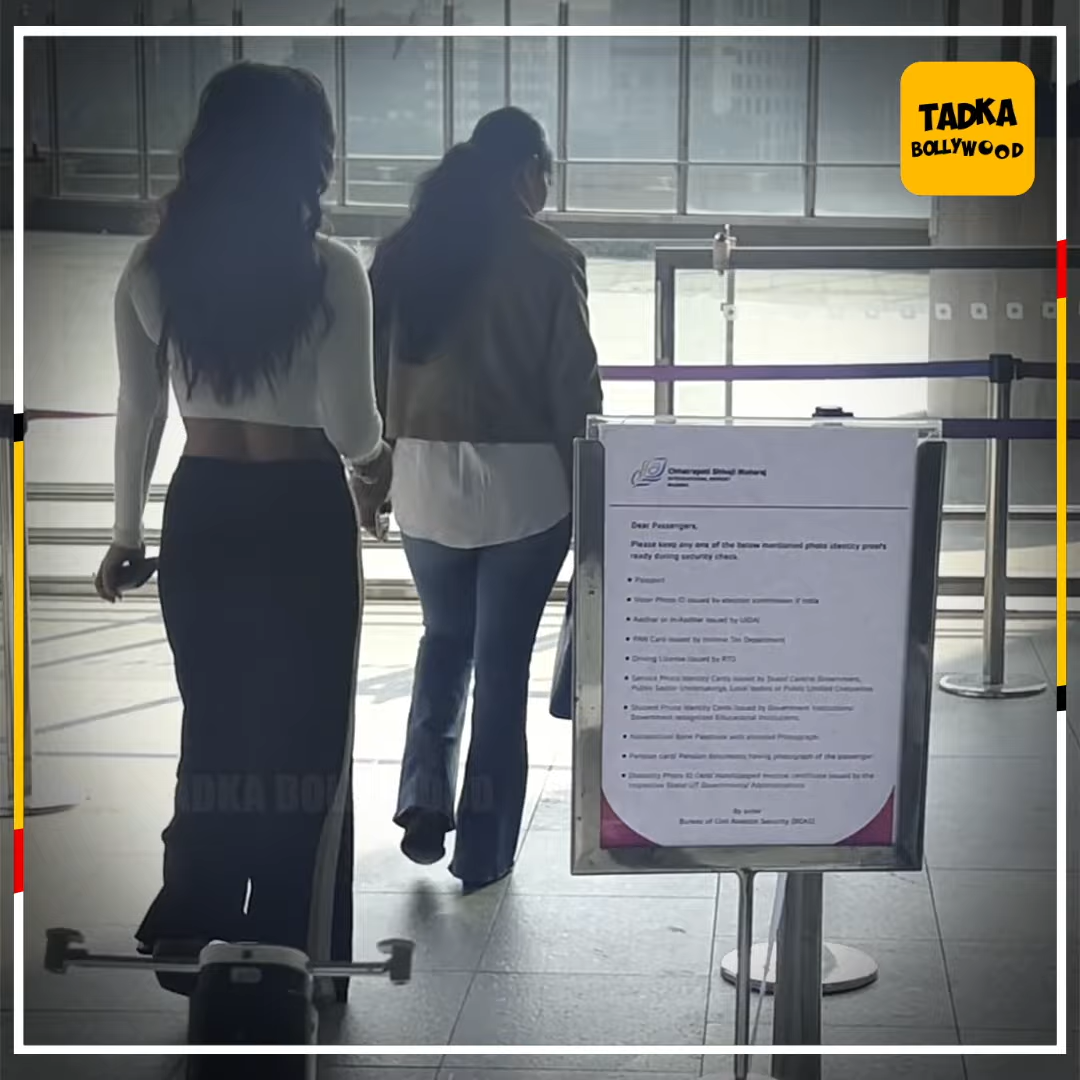 TADKA
BOLLYWOOD
Chhatrapati Shivaji Maharaj
INTERNATIONAL AIRPORT
MUMBAI
Dear Passengers,
Please keep any one of the below mentioned photo identity proofs
ready during security check.
• Passport
• Voter Photo ID issued by election commission if India
• Aadhar or m-Aadhar issued by UIDAI
• PAN Card issued by Income Tax Department
• Driving License issued by RTO
• Service Photo Identity Cards issued by State/ Central Government,
Public Sector Undertakings, Local bodies or Public Limited Companies
• Student Photo Identity Cards issued by Government Institutions/
Government recognized Educational Institutions.
• Nationalized Bank Passbook with attested Photograph
• Pension card/ Pension documents having photograph of the passenger
• Disability Photo ID Card/ Handicapped medical certificate issued by the
respective State/ UT Governments/ Administrations
By order
Bureau of Civil Aviation Security (BCAS)
TADKA BOLLYWOOD